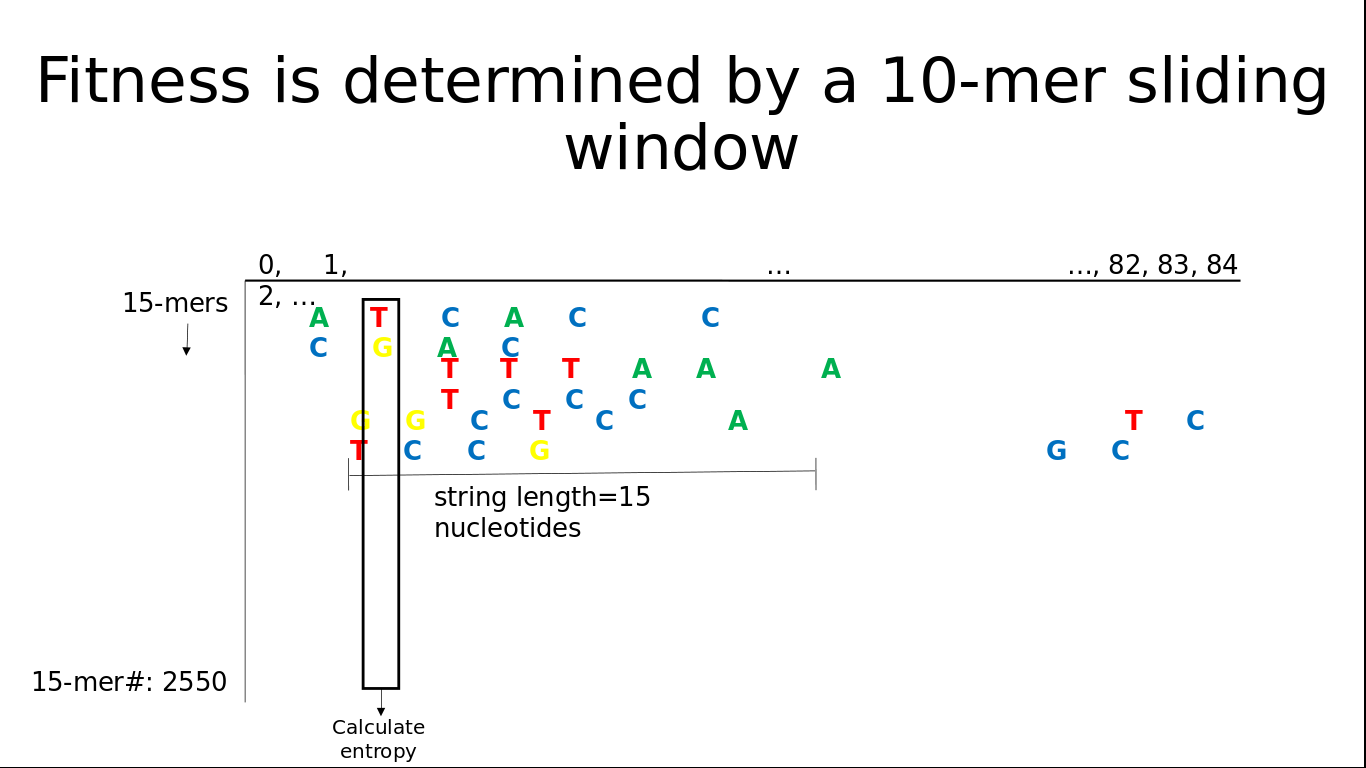 Fitness is determined by a 10-mer sliding
window
0, 1, … …, 82, 83, 84
15-mers 2, …
A T C A C C
C G A C
T T T A A A
T C C C
G G C T C A T C
T C C G G C
string length=15
nucleotides
15-mer#: 2550
Calculate
entropy